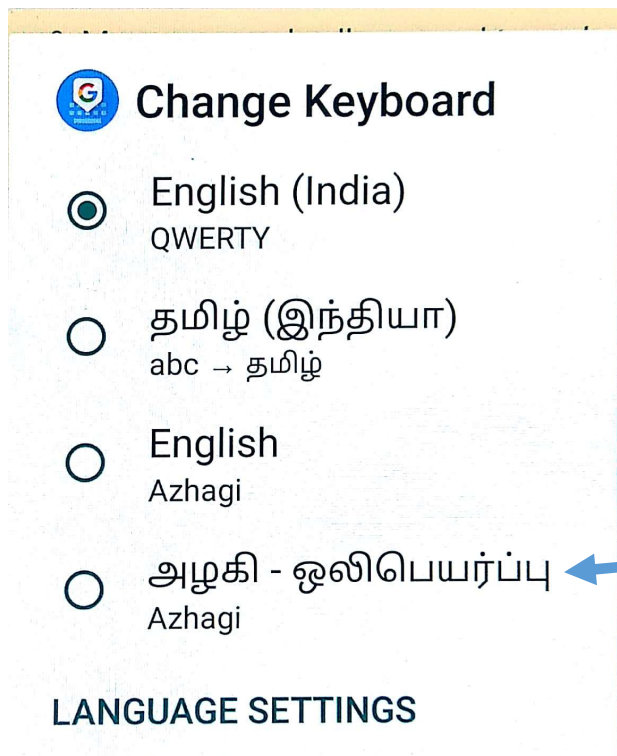 Change Keyboard
English (India)
QWERTY
தமிழ் (இந்தியா)
abc → தமிழ்
English
Azhagi
அழகி - ஒலிபெயர்ப்பு
Azhagi
LANGUAGE SETTINGS